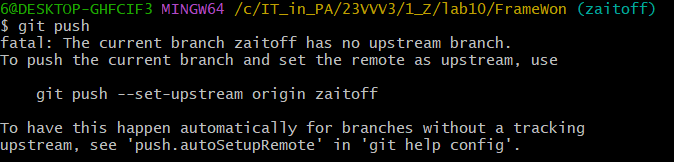 6@DESKTOP-GHFCIF3 MINGW64 /c/IT_in_PA/23VVV3/1_Z/lab10/FrameWon (zaitoff)
$ git push
fatal: The current branch zaitoff has no upstream branch.
To push the current branch and set the remote as upstream, use
    git push --set-upstream origin zaitoff
To have this happen automatically for branches without a tracking
upstream, see 'push.autoSetupRemote' in 'git help config'.